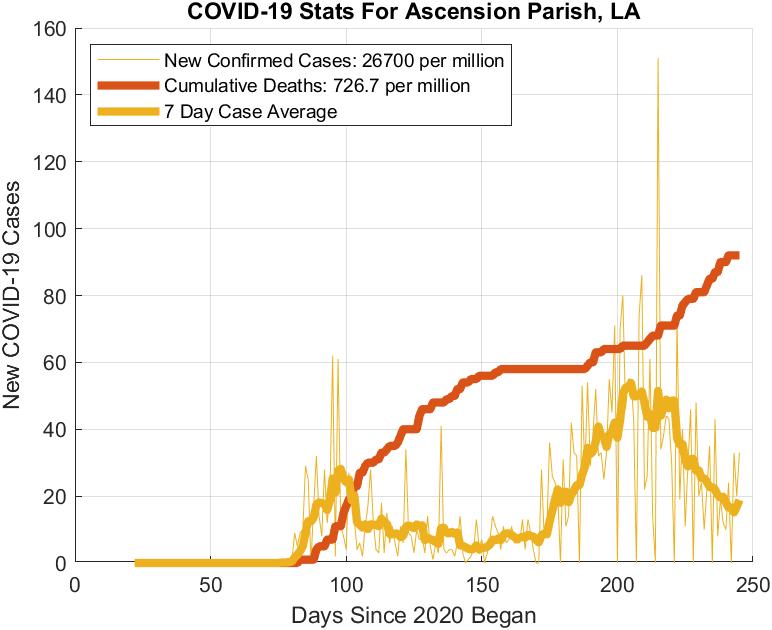 COVID-19 Stats For Ascension Parish, LA
New Confirmed Cases: 26700 per million
Cumulative Deaths: 726.7 per million
7 Day Case Average
New COVID-19 Cases
160
140
120
100
80
60
40
20
0
0 50 100 150 200 250
Days Since 2020 Began